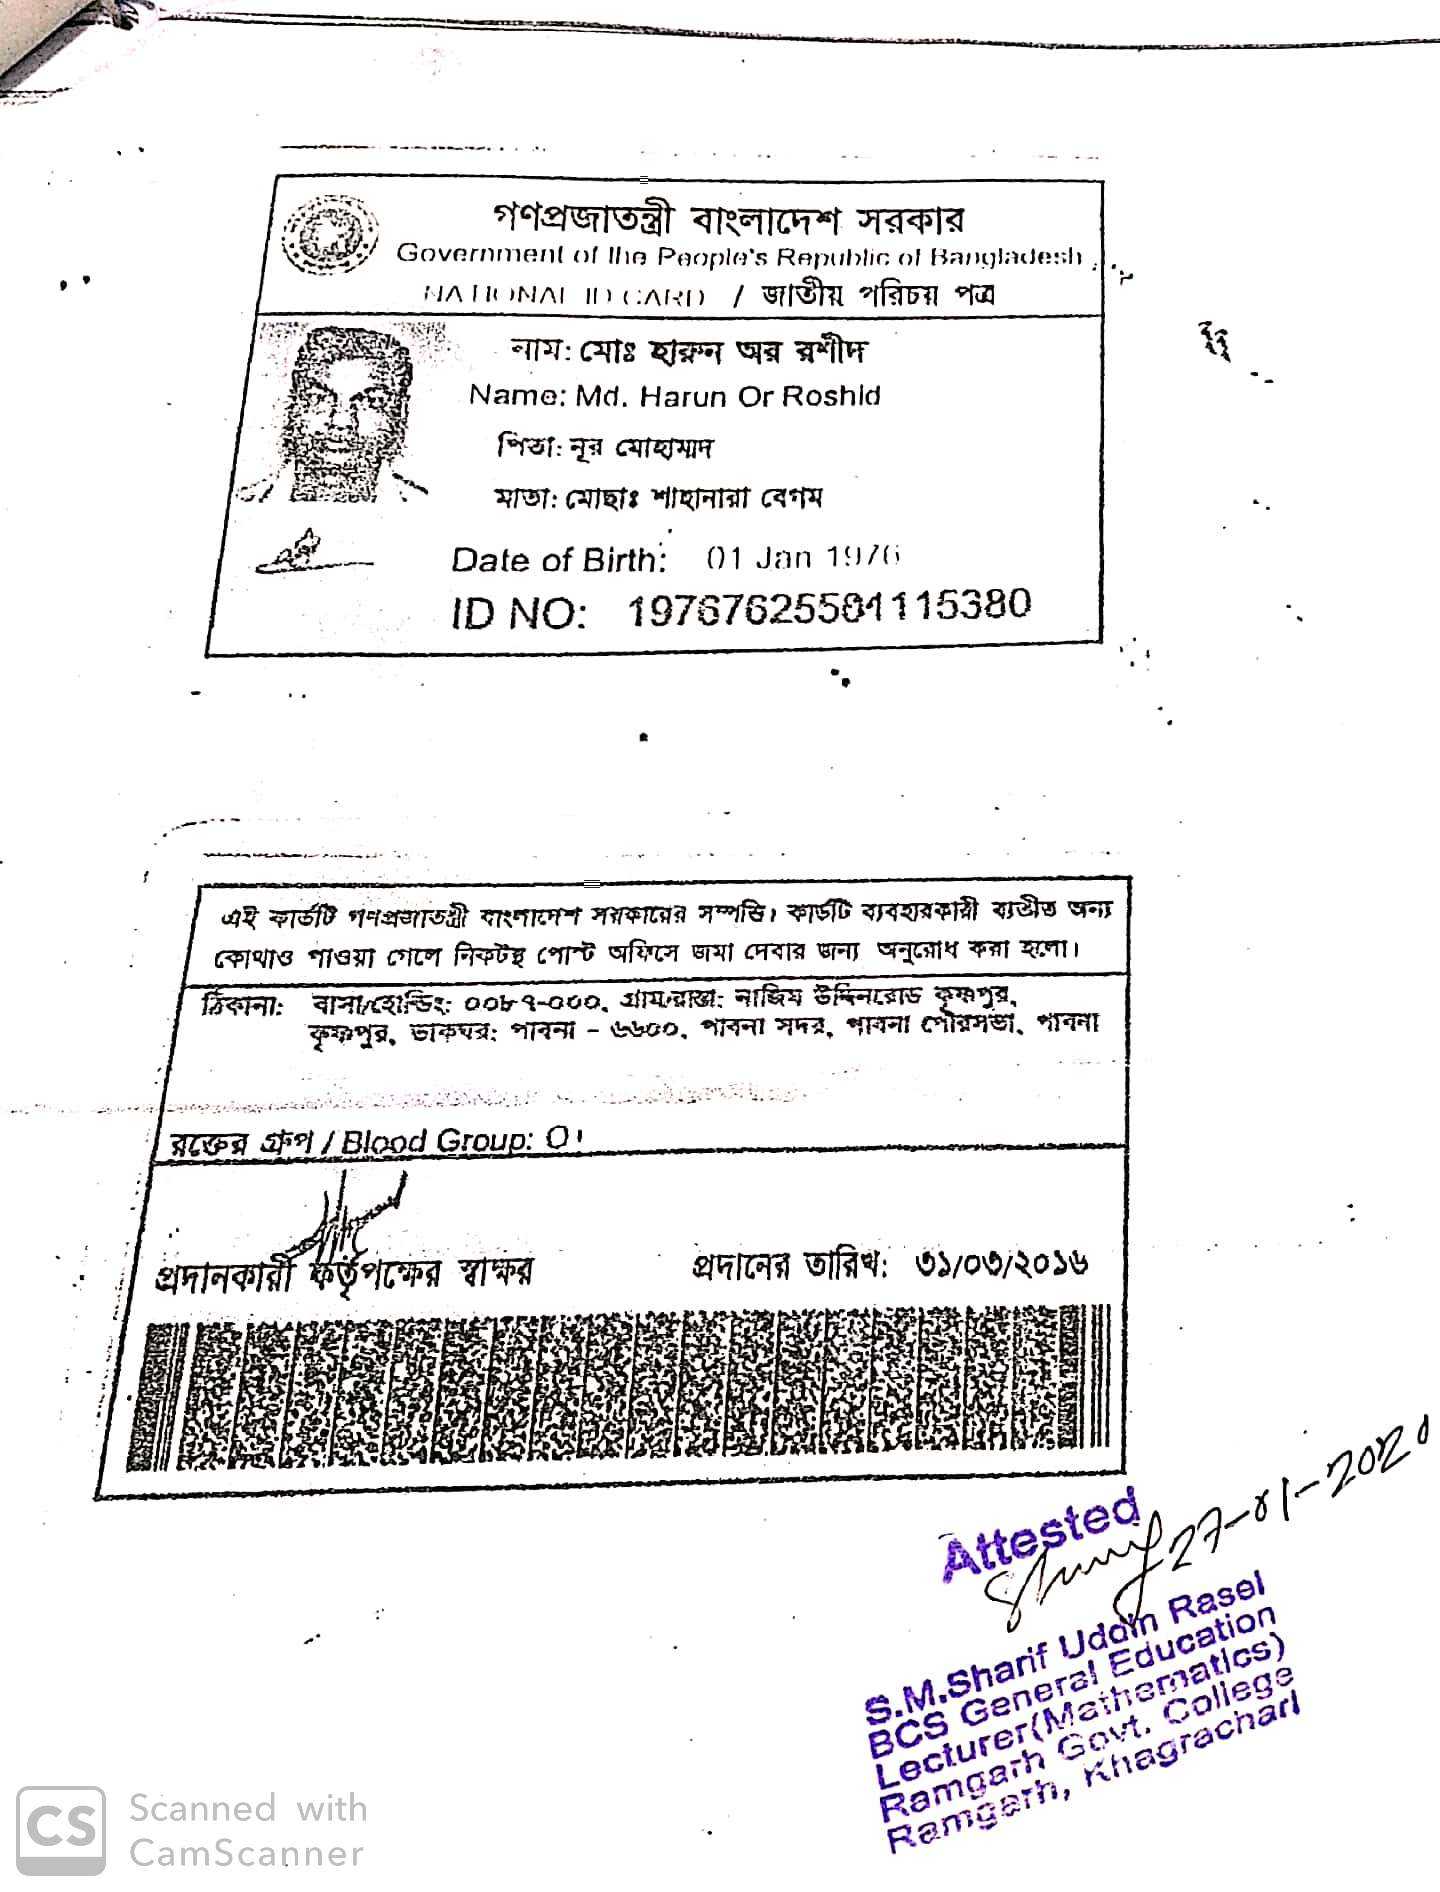 গণপ্রজাতন্ত্রী বাংলাদেশ সরকার
Government of the People's Republic of Bangladesh
NATIONAL ID CARD / জাতীয় পরিচয় পত্র
নাম: মোঃ হারুন অর রশীদ
Name: Md. Harun Or Roshid
পিতা: নূর মোহাম্মদ
মাতা: মোছাঃ শাহানারা বেগম
Date of Birth: 01 Jan 1976
ID NO:
এই কার্ডটি গণপ্রজাতন্ত্রী বাংলাদেশ সরকারের সম্পত্তি। কার্ডটি ব্যবহারকারী ব্যতীত অন্য
কোথাও পাওয়া গেলে নিকটস্থ পোস্ট অফিসে জমা দেবার জন্য অনুরোধ করা হলো।
ঠিকানা: বাসা/হোল্ডিং: ০০৮৭-০০০, গ্রাম/রাস্তা: নাজিম উদ্দিনরোড কৃষ্ণপুর,
কৃষ্ণপুর, ডাকঘর: পাবনা - ৬৬০০, পাবনা সদর, পাবনা পৌরসভা, পাবনা
রক্তের গ্রুপ / Blood Group:
প্রদানকারী কর্তৃপক্ষের স্বাক্ষর প্রদানের তারিখ: ৩১/০৩/২০১৬
Attested
27-01-2020
S.M.Sharif Uddin Rasel
BCS General Education
Lecturer(Mathematics)
Ramgarh Govt. College
Ramgarh, Khagrachari
CS Scanned with
CamScanner